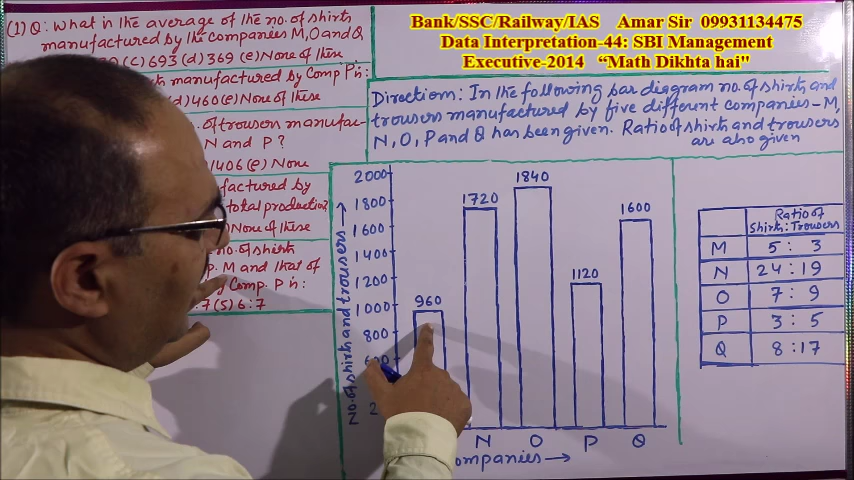 Bank/SSC/Railway/IAS Amar Sir 09931134475
Data Interpretation-44: SBI Management
Executive-2014 "Math Dikhta hai"
(1) Q: What is the average of the no. of shirts
manufactured by the companies M, O and Q
(c) 693 (d) 369 (e) None of these
manufactured by Comp P is:
(d) 460 (e) None of these
of trousers manufac-
N and P?
1406 (e) None
factured by
total production?
None of these
no. of shirts
M and that of
Comp. P is:
:7 (5) 6:7
Directions: In the following bar diagram no. of shirts and
trousers manufactured by five different companies - M,
N, O, P and Q has been given. Ratio of shirts and trousers
are also given
No. of shirts and trousers →
2000
1800
1600
1400
1200
1000
800
960
1720
1840
1120
1600
N O P Q
ompanies →
Ratio of
Shirts: Trousers
M 5 : 3
N 24 : 19
O 7 : 9
P 3 : 5
Q 8 : 17